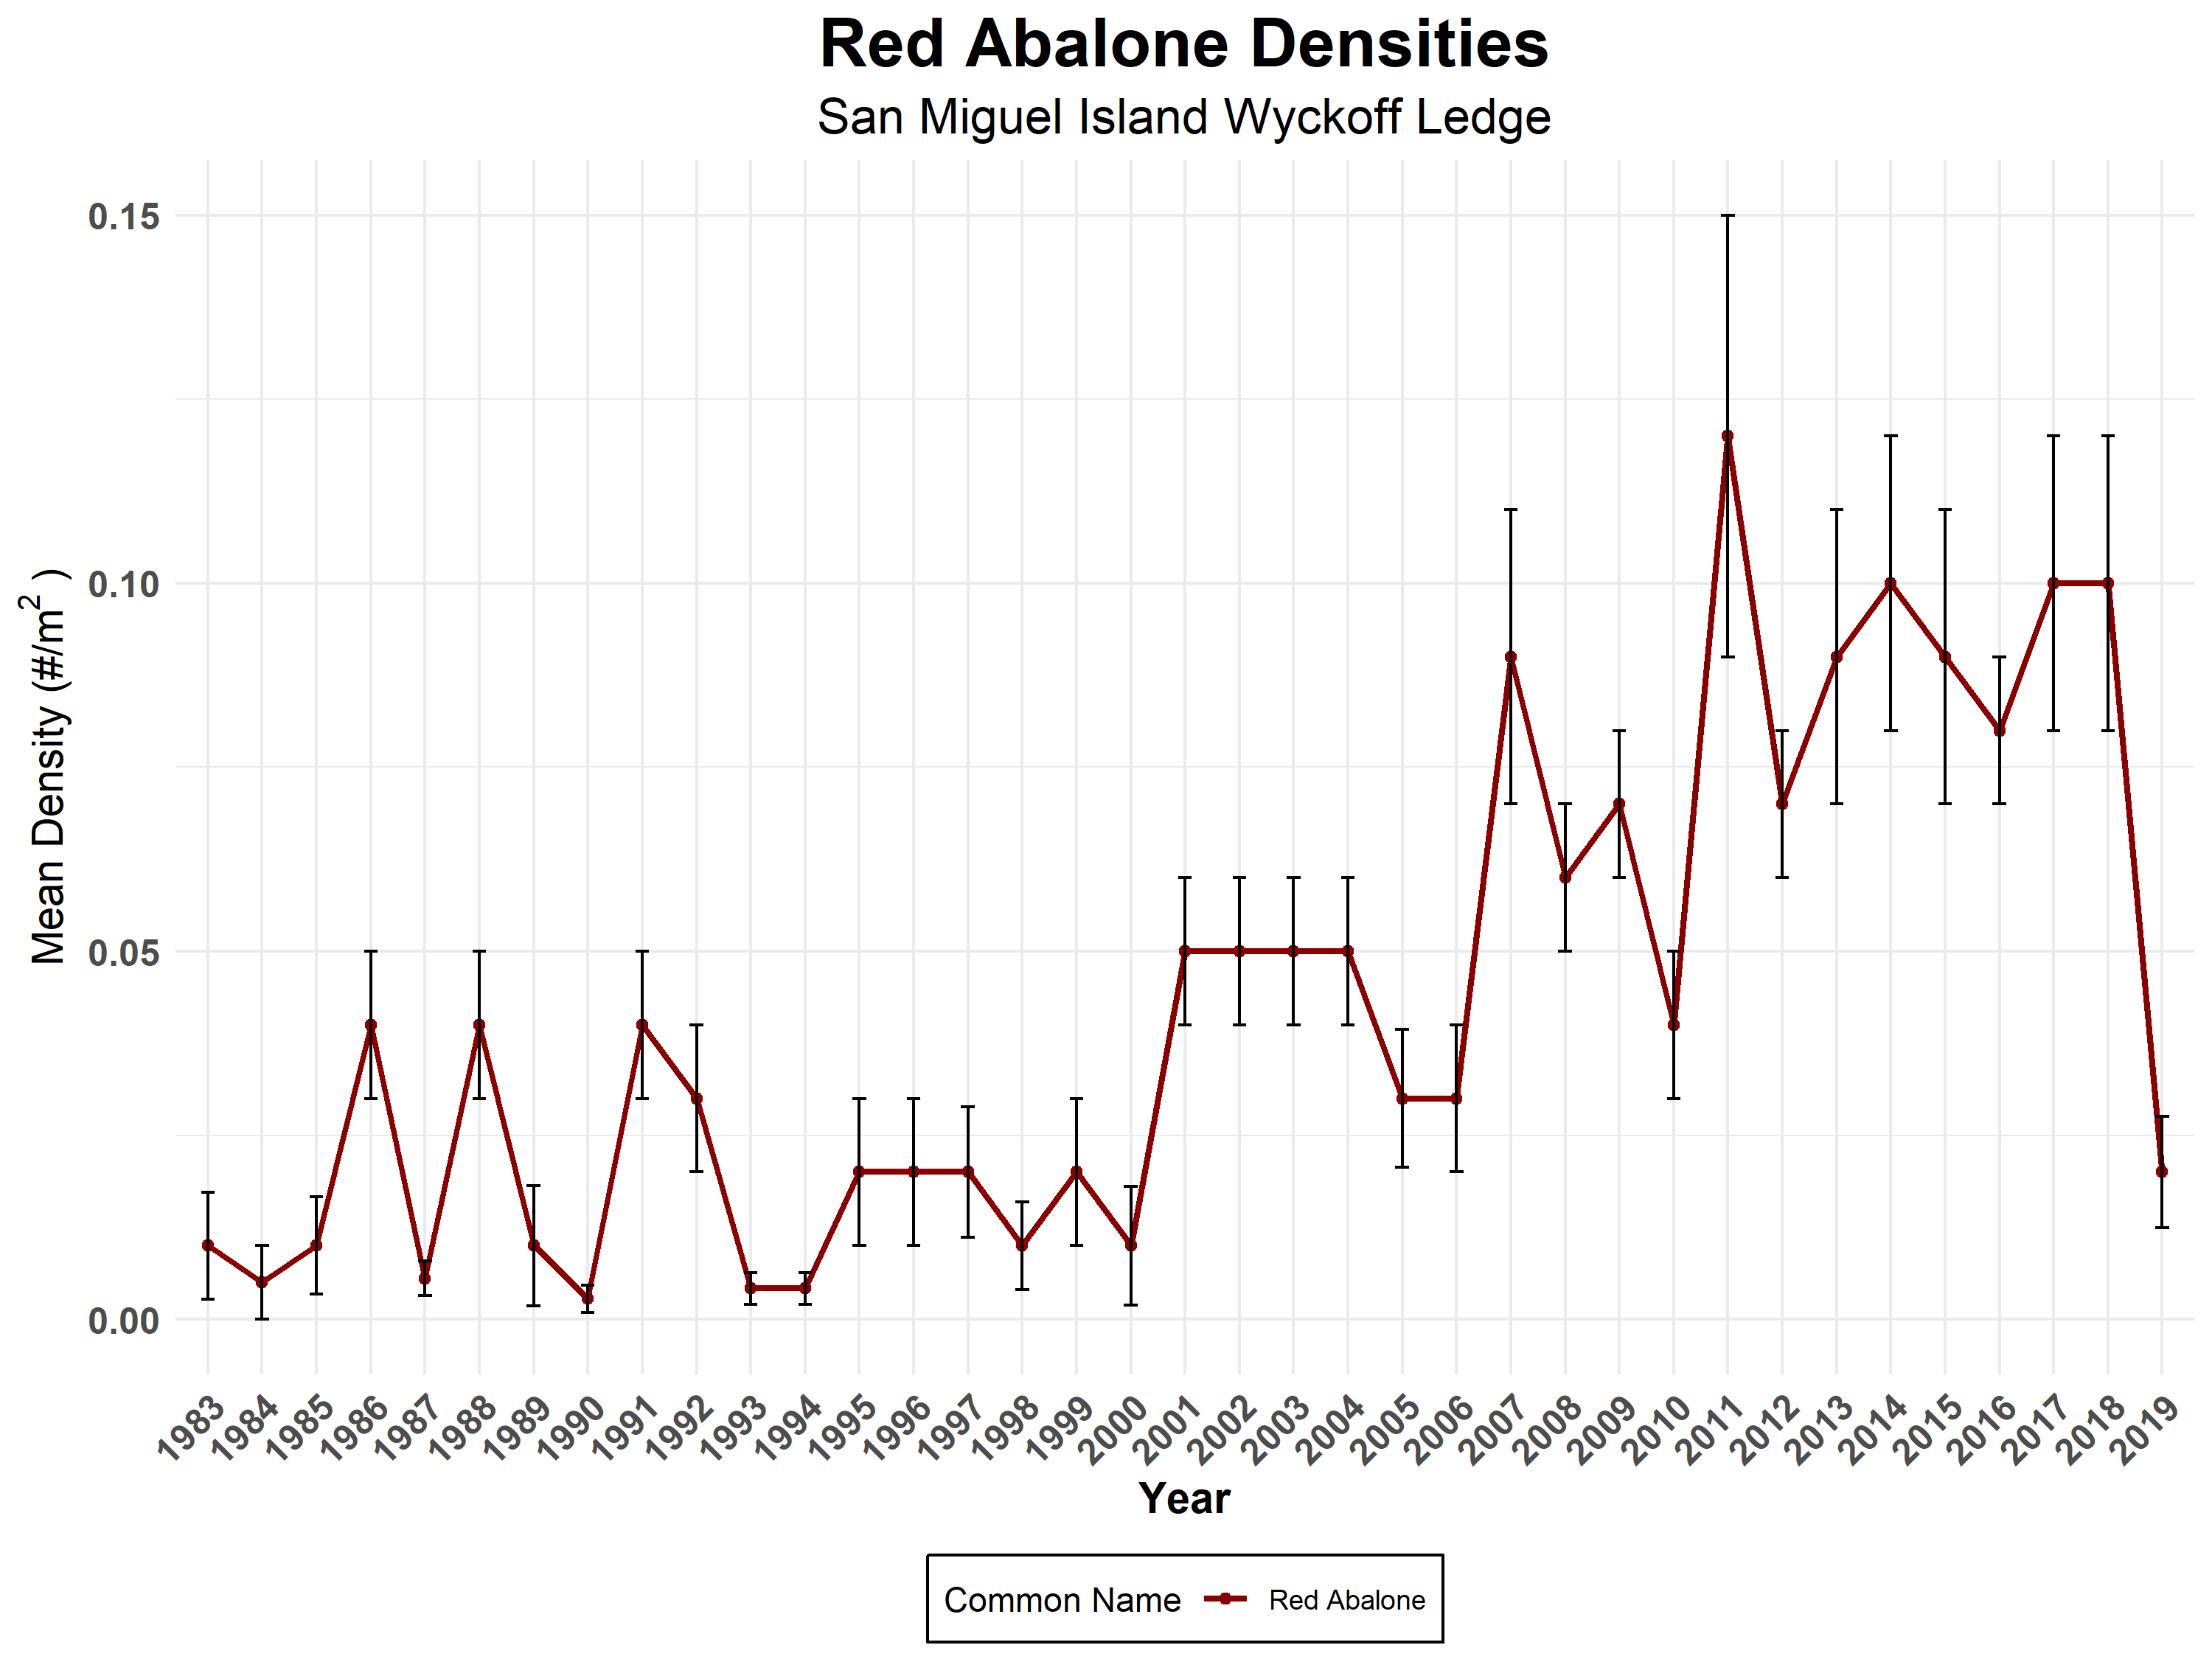 Red Abalone Densities
San Miguel Island Wyckoff Ledge
Mean Density (#/m² )
0.15
0.10
0.05
0.00
1983 1984 1985 1986 1987 1988 1989 1990 1991 1992 1993 1994 1995 1996 1997 1998 1999 2000 2001 2002 2003 2004 2005 2006 2007 2008 2009 2010 2011 2012 2013 2014 2015 2016 2017 2018 2019
Year
Common Name Red Abalone